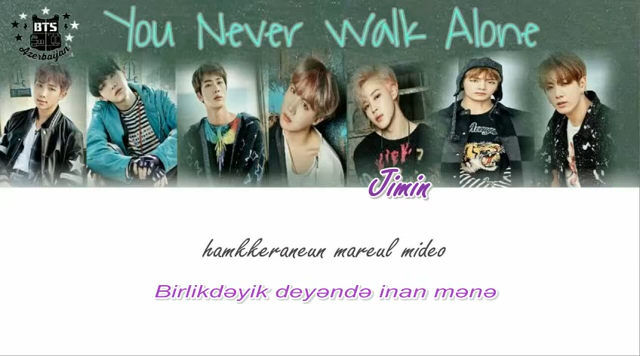 BTS
Azerbaijan
You Never Walk Alone
Jimin
hamkkeraneun mareul mideo
Birlikdəyik deyəndə inan mənə